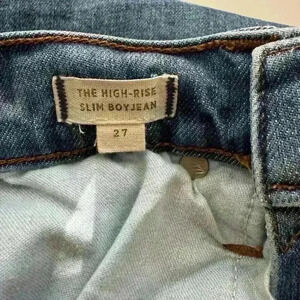 THE HIGH-RISE
SLIM BOYJEAN
27